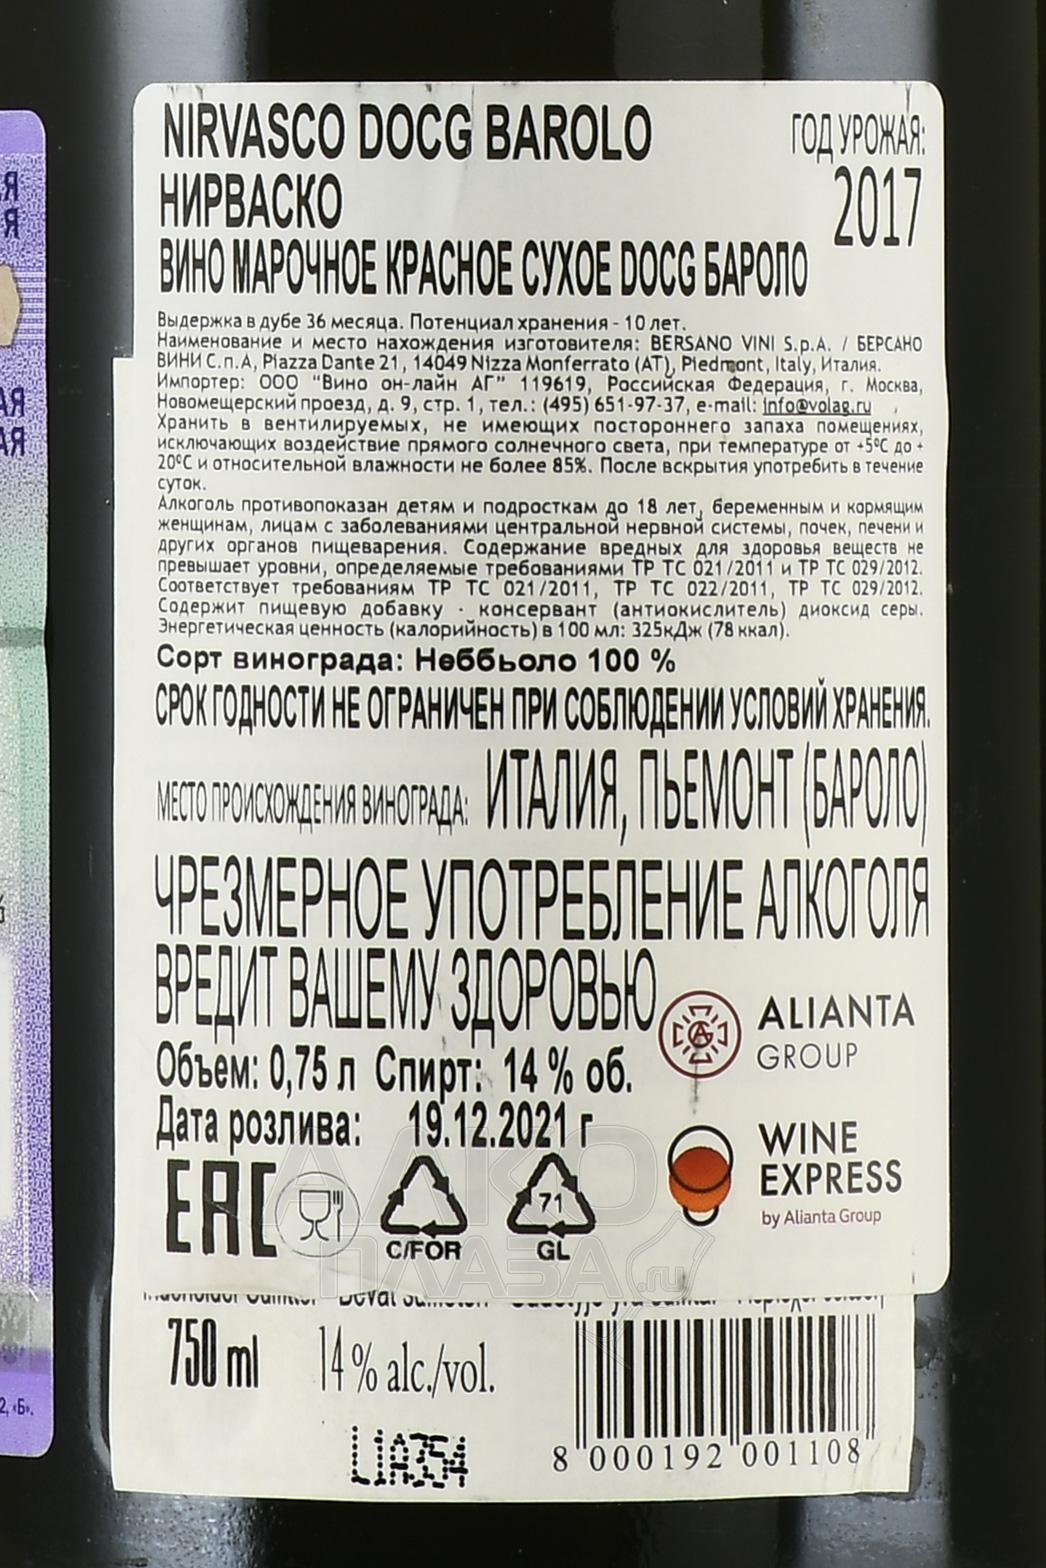 NIRVASCO DOCG BAROLO
ГОД УРОЖАЯ:
2017
НИРВАСКО
ВИНО МАРОЧНОЕ КРАСНОЕ СУХОЕ DOCG БАРОЛО
Выдержка в дубе 36 месяца. Потенциал хранения - 10 лет.
Наименование и место нахождения изготовителя: BERSANO VINI S.p.A. / БЕРСАНО
ВИНИ С.п.А, Piazza Dante 21, 14049 Nizza Monferrato (AT), Piedmont, Italy, Италия.
Импортер: ООО "Вино он-лайн АГ" 119619, Российская Федерация, г. Москва,
Новомещерский проезд, д. 9, стр. 1, тел.: (495) 651-97-37, e-mail: info@volag.ru
Хранить в вентилируемых, не имеющих постороннего запаха помещениях,
исключающих воздействие прямого солнечного света, при температуре от +5°С до +
20°С и относительной влажности не более 85%. После вскрытия употребить в течение
суток.
Алкоголь противопоказан детям и подросткам до 18 лет, беременным и кормящим
женщинам, лицам с заболеваниями центральной нервной системы, почек, печени и
других органов пищеварения. Содержание вредных для здоровья веществ не
превышает уровни, определяемые требованиями ТР ТС 021/2011 и ТР ТС 029/2012.
Соответствует требованиям ТР ТС 021/2011, ТР ТС 022/2011, и ТР ТС 029/2012.
Содержит пищевую добавку - консервант (антиокислитель) диоксид серы.
Энергетическая ценность (калорийность) в 100 мл: 325кДж (78 ккал).
Сорт винограда: Неббьоло 100 %
СРОК ГОДНОСТИ НЕ ОГРАНИЧЕН ПРИ СОБЛЮДЕНИИ УСЛОВИЙ ХРАНЕНИЯ.
МЕСТО ПРОИСХОЖДЕНИЯ ВИНОГРАДА: ИТАЛИЯ, ПЬЕМОНТ (БАРОЛО)
ЧРЕЗМЕРНОЕ УПОТРЕБЛЕНИЕ АЛКОГОЛЯ
ВРЕДИТ ВАШЕМУ ЗДОРОВЬЮ
ALIANTA
GROUP
Объем: 0,75 л Спирт: 14 % об.
Дата розлива: 19.12.2021 г
WINE
EXPRESS
by Alianta Group
ЕАС
71
C/FOR
GL
АЛКО
ПЛАЗА.ru
750 ml
14% alc./vol.
L1A354
8 000192 001108